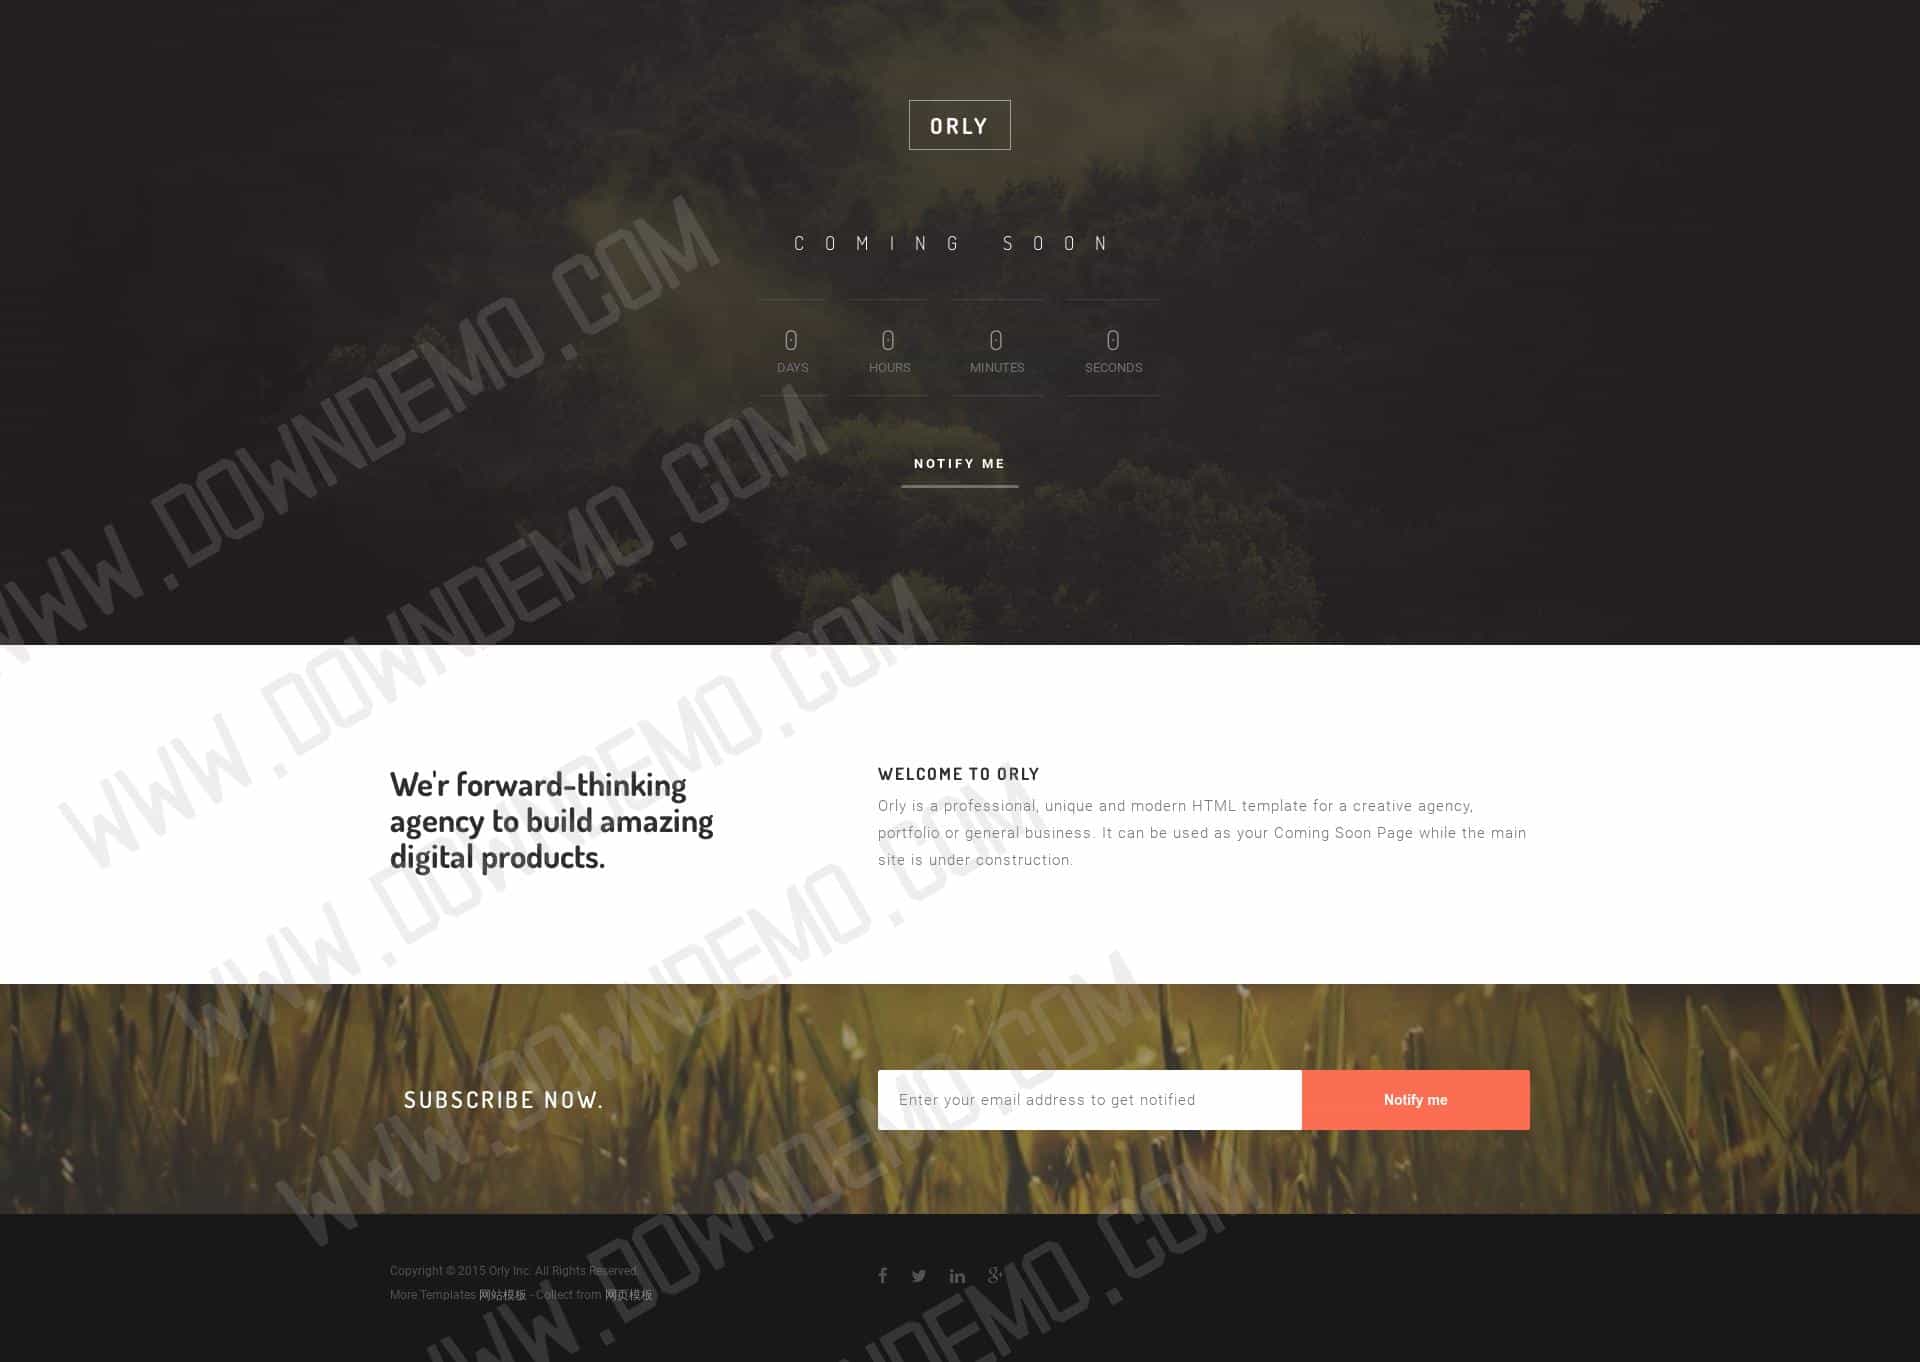 ORLY
COMING SOON
0 0 0 0
DAYS HOURS MINUTES SECONDS
NOTIFY ME
We'r forward-thinking
agency to build amazing
digital products.
WELCOME TO ORLY
Orly is a professional, unique and modern HTML template for a creative agency,
portfolio or general business. It can be used as your Coming Soon Page while the main
site is under construction.
SUBSCRIBE NOW.
Enter your email address to get notified
Notify me
Copyright © 2015 Orly Inc. All Rights Reserved.
More Templates 网站模板 - Collect from 网页模板
WWW.DOWNDEMO.COM
WWW.DOWNDEMO.COM
WWW.DOWNDEMO.COM
WWW.DOWNDEMO.COM
WWW.DOWNDEMO.COM
DEMO.COM